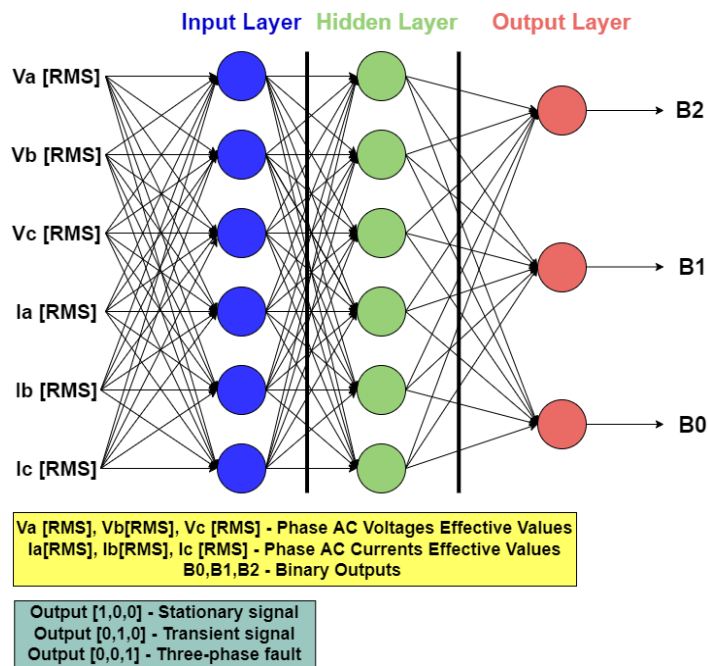 Input Layer Hidden Layer Output Layer
Va [RMS]
Vb [RMS]
Vc [RMS]
Ia [RMS]
Ib [RMS]
Ic [RMS]
B2
B1
B0
Va [RMS], Vb[RMS], Vc [RMS] - Phase AC Voltages Effective Values
Ia[RMS], Ib[RMS], Ic [RMS] - Phase AC Currents Effective Values
B0,B1,B2 - Binary Outputs
Output [1,0,0] - Stationary signal
Output [0,1,0] - Transient signal
Output [0,0,1] - Three-phase fault